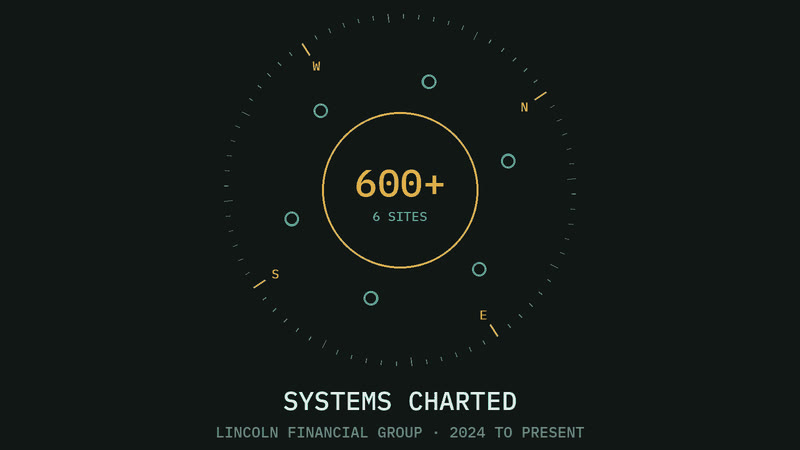 W
N
600+
6 SITES
S
E
SYSTEMS CHARTED
LINCOLN FINANCIAL GROUP · 2024 TO PRESENT